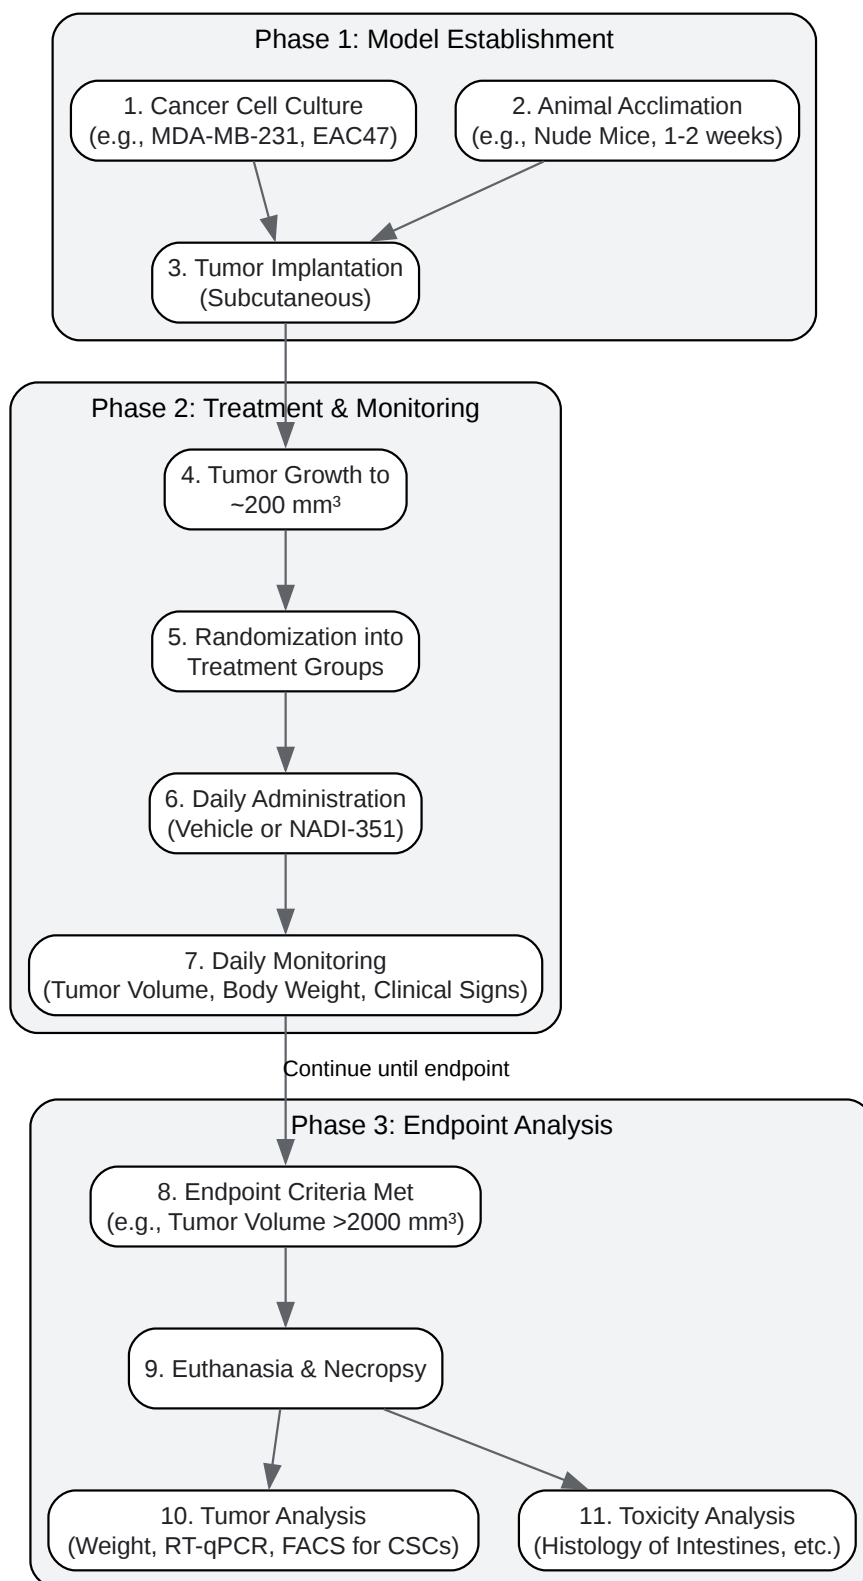 Phase 1: Model Establishment
1. Cancer Cell Culture
(e.g., MDA-MB-231, EAC47)
2. Animal Acclimation
(e.g., Nude Mice, 1-2 weeks)
3. Tumor Implantation
(Subcutaneous)
Phase 2: Treatment & Monitoring
4. Tumor Growth to
~200 mm³
5. Randomization into
Treatment Groups
6. Daily Administration
(Vehicle or NADI-351)
7. Daily Monitoring
(Tumor Volume, Body Weight, Clinical Signs)
Continue until endpoint
Phase 3: Endpoint Analysis
8. Endpoint Criteria Met
(e.g., Tumor Volume >2000 mm³)
9. Euthanasia & Necropsy
10. Tumor Analysis
(Weight, RT-qPCR, FACS for CSCs)
11. Toxicity Analysis
(Histology of Intestines, etc.)